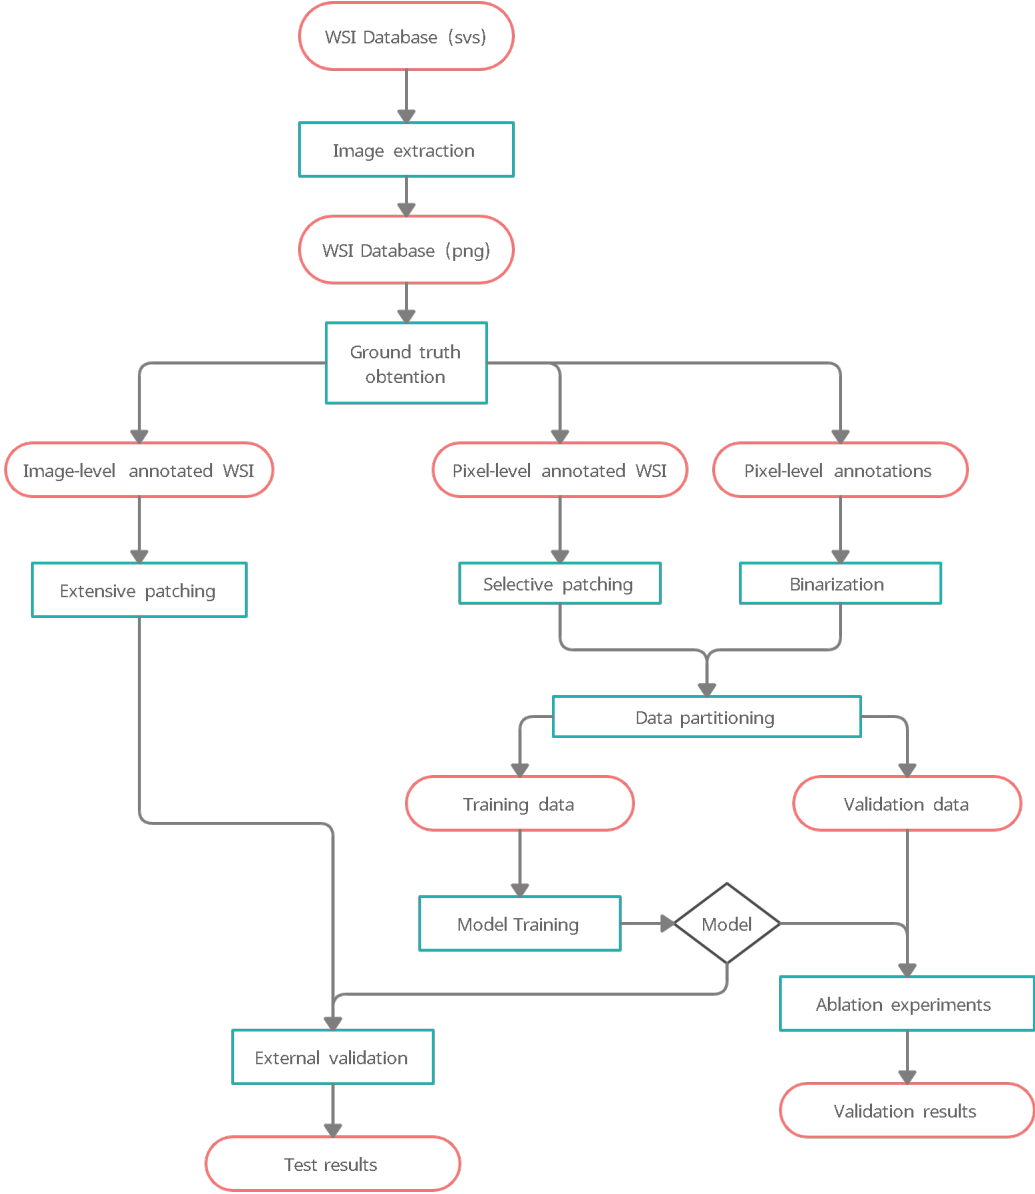 WSI Database (svs)
Image extraction
WSI Database (png)
Ground truth
obtention
Image-level annotated WSI
Pixel-level annotated WSI
Pixel-level annotations
Extensive patching
Selective patching
Binarization
Data partitioning
Training data
Validation data
Model Training
Model
Ablation experiments
External validation
Validation results
Test results